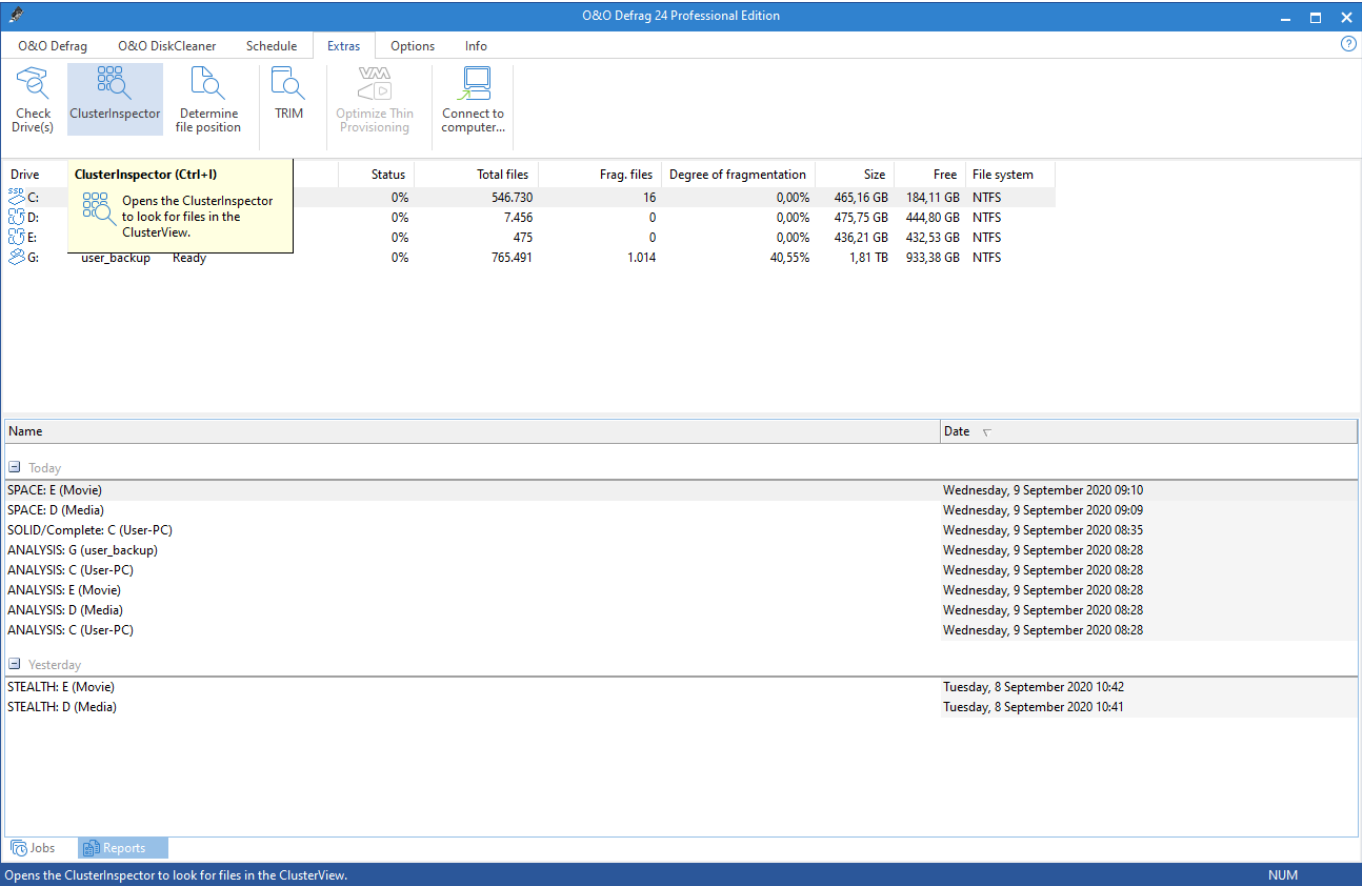 O&O Defrag 24 Professional Edition
O&O Defrag O&O DiskCleaner Schedule Extras Options Info
Check Drive(s)
ClusterInspector
Determine file position
TRIM
VM
Optimize Thin Provisioning
Connect to computer...
Drive Status Total files Frag. files Degree of fragmentation Size Free File system
ClusterInspector (Ctrl+I)
Opens the ClusterInspector
to look for files in the
ClusterView.
SSD C: 0% 546.730 16 0,00% 465,16 GB 184,11 GB NTFS
D: 0% 7.456 0 0,00% 475,75 GB 444,80 GB NTFS
E: 0% 475 0 0,00% 436,21 GB 432,53 GB NTFS
G: user_backup Ready 0% 765.491 1.014 40,55% 1,81 TB 933,38 GB NTFS
Name Date
Today
SPACE: E (Movie) Wednesday, 9 September 2020 09:10
SPACE: D (Media) Wednesday, 9 September 2020 09:09
SOLID/Complete: C (User-PC) Wednesday, 9 September 2020 08:35
ANALYSIS: G (user_backup) Wednesday, 9 September 2020 08:28
ANALYSIS: C (User-PC) Wednesday, 9 September 2020 08:28
ANALYSIS: E (Movie) Wednesday, 9 September 2020 08:28
ANALYSIS: D (Media) Wednesday, 9 September 2020 08:28
ANALYSIS: C (User-PC) Wednesday, 9 September 2020 08:28
Yesterday
STEALTH: E (Movie) Tuesday, 8 September 2020 10:42
STEALTH: D (Media) Tuesday, 8 September 2020 10:41
Jobs Reports
Opens the ClusterInspector to look for files in the ClusterView. NUM